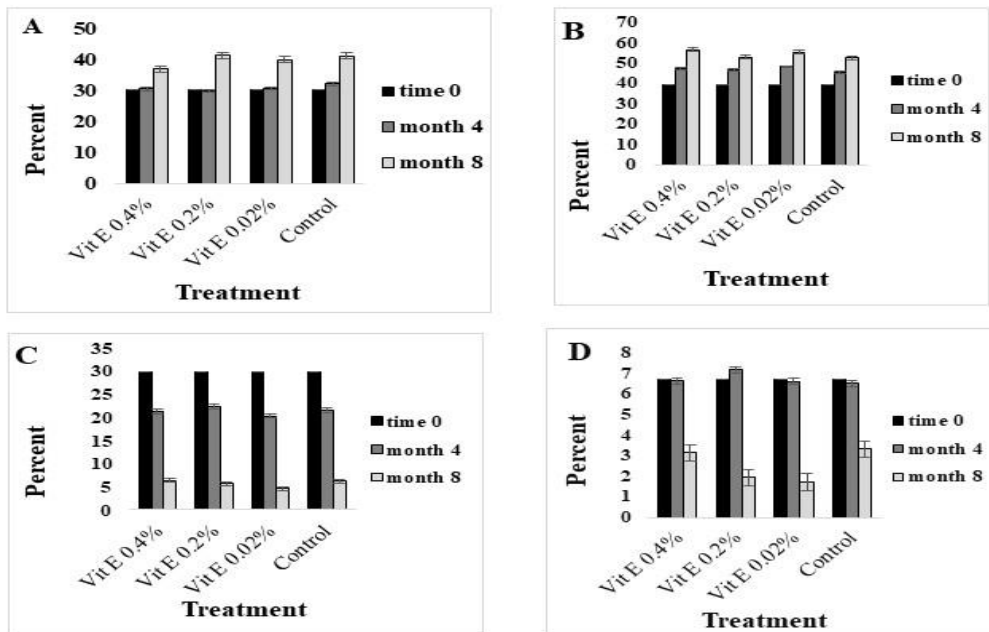 A
50
40
30
20
10
0
Percent
time 0
month 4
month 8
Vit E 0.4%
Vit E 0.2%
Vit E 0.02%
Control
Treatment
B
70
60
50
40
30
20
10
0
Percent
time 0
month 4
month 8
Vit E 0.4%
Vit E 0.2%
Vit E 0.02%
Control
Treatment
C
35
30
25
20
15
10
5
0
Percent
time 0
month 4
month 8
Vit E 0.4%
Vit E 0.2%
Vit E 0.02%
Control
Treatment
D
8
7
6
5
4
3
2
1
0
Percent
time 0
month 4
month 8
Vit E 0.4%
Vit E 0.2%
Vit E 0.02%
Control
Treatment